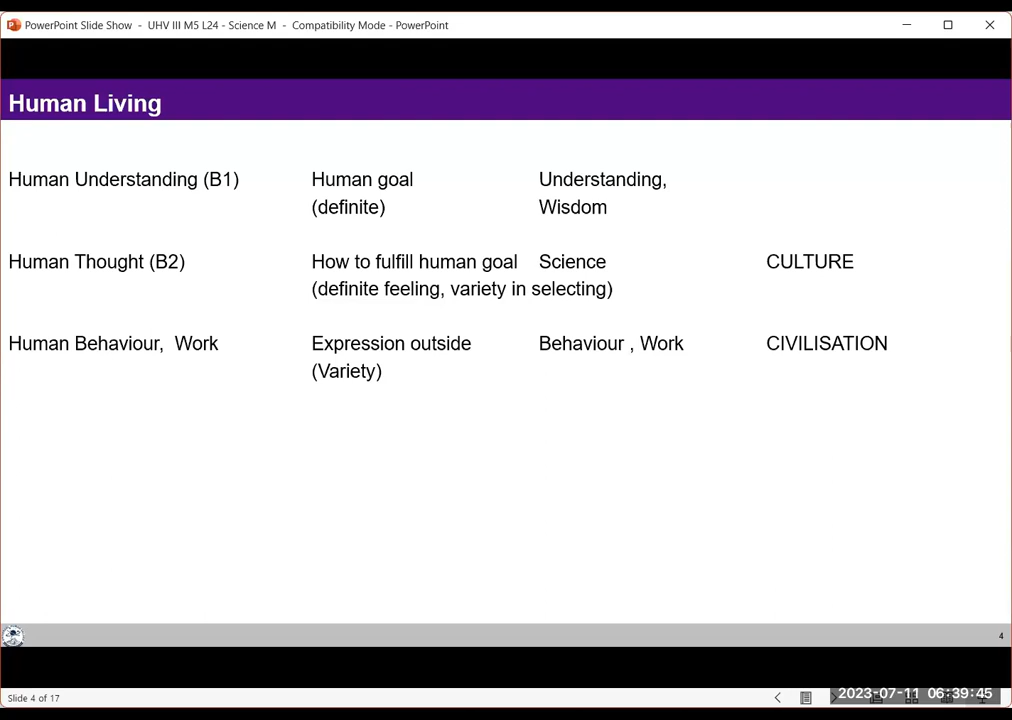 PowerPoint Slide Show - UHV III M5 L24 - Science M - Compatibility Mode - PowerPoint
Human Living
Human Understanding (B1) Human goal Understanding,
(definite) Wisdom
Human Thought (B2) How to fulfill human goal Science CULTURE
(definite feeling, variety in selecting)
Human Behaviour, Work Expression outside Behaviour , Work CIVILISATION
(Variety)
4
Slide 4 of 17
2023-07-11 06:39:45